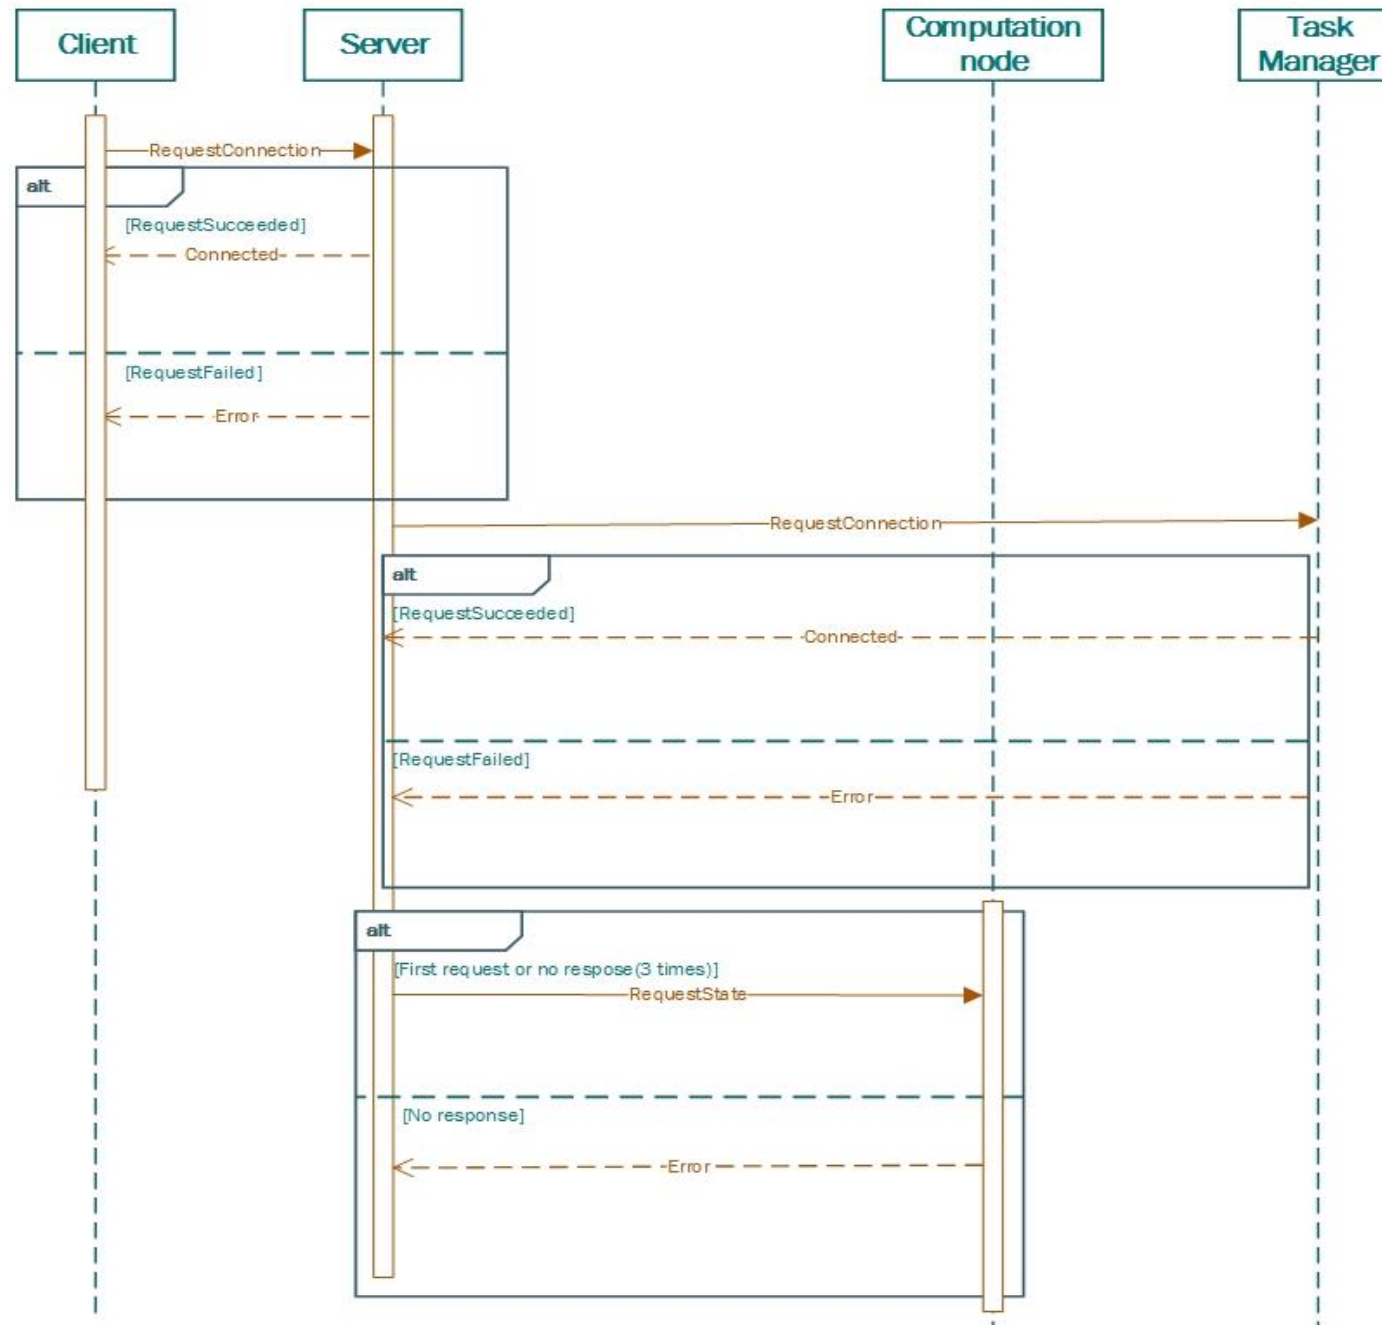 Client
Server
Computation
node
Task
Manager
RequestConnection
alt
[RequestSucceeded]
Connected
[RequestFailed]
Error
RequestConnection
alt
[RequestSucceeded]
Connected
[RequestFailed]
Error
alt
[First request or no respose(3 times)]
RequestState
[No response]
Error